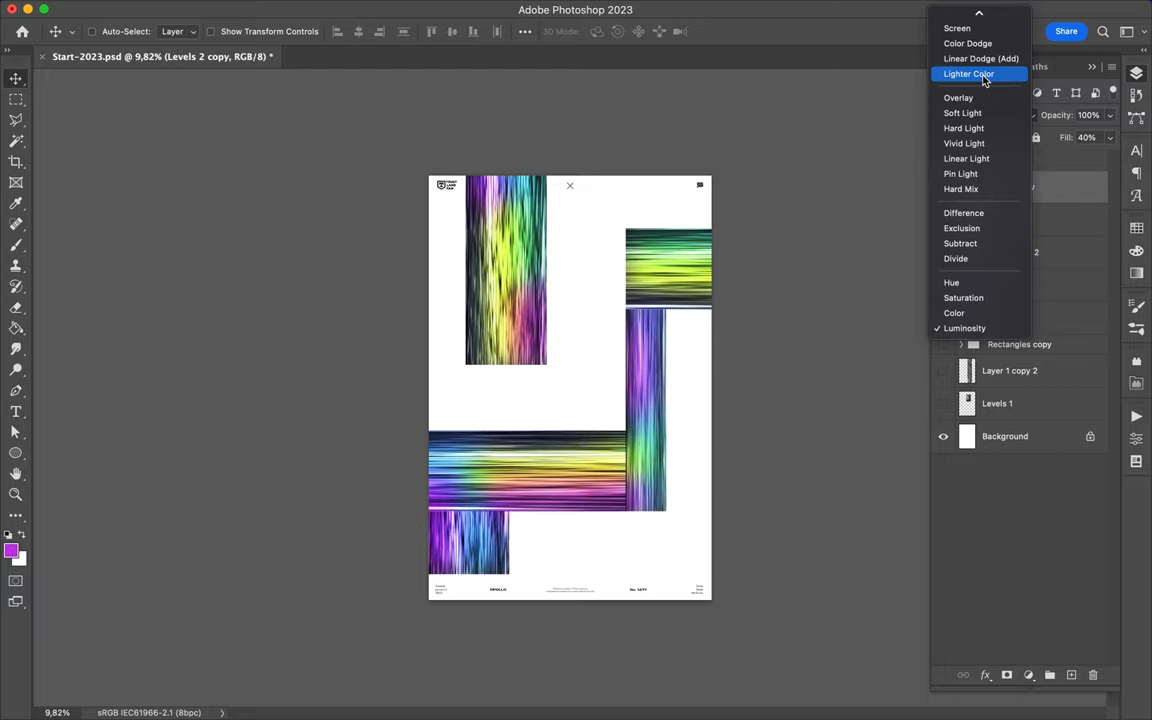 Adobe Photoshop 2023
Auto-Select:
Layer
Show Transform Controls
3D Mode:
Share
Start-2023.psd @ 9,82% (Levels 2 copy, RGB/8) *
Screen
Color Dodge
Linear Dodge (Add)
Lighter Color
Overlay
Soft Light
Hard Light
Vivid Light
Linear Light
Pin Light
Hard Mix
Difference
Exclusion
Subtract
Divide
Hue
Saturation
Color
Luminosity
Opacity: 100%
Fill: 40%
Rectangles copy
Layer 1 copy 2
Levels 1
Background
TRUST
LAND
APOLLO
9,82%
sRGB IEC61966-2.1 (8bpc)